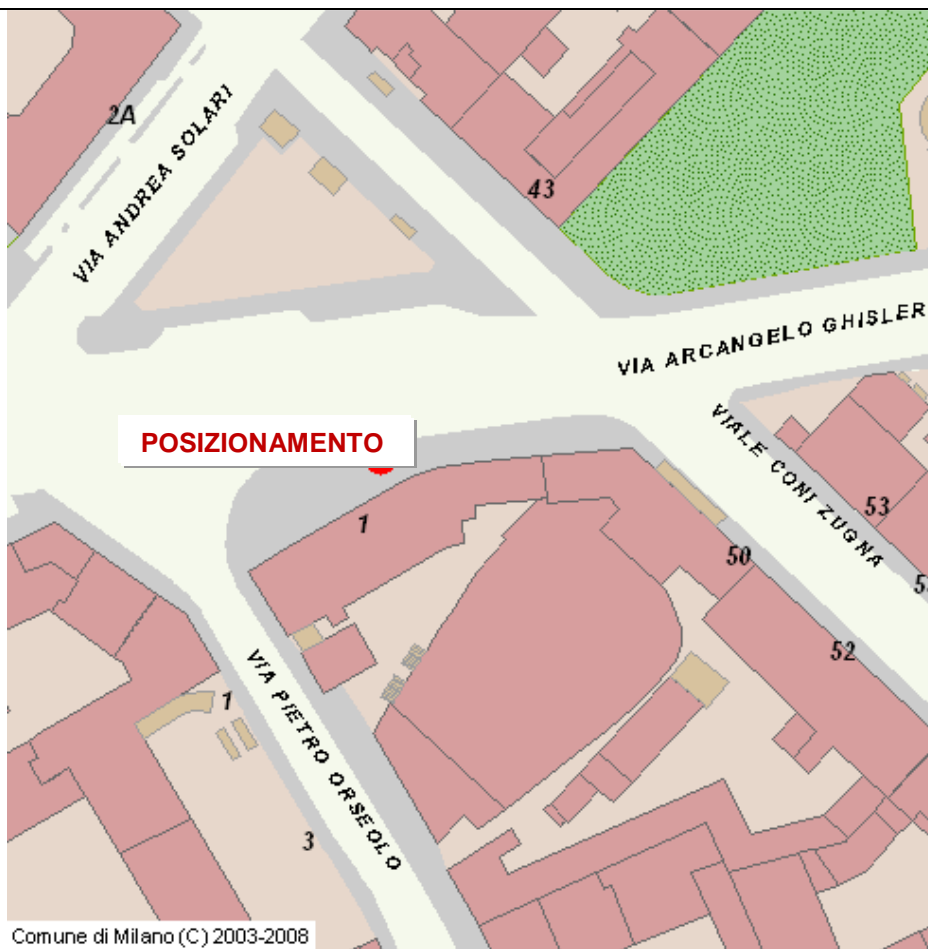 2A
VIA ANDREA SOLARI
43
VIA ARCANGELO GHISLER
POSIZIONAMENTO
VIALE CONI ZUGNA
1
53
50
52
VIA PIETRO ORSEOLO
1
3
Comune di Milano (C) 2003-2008